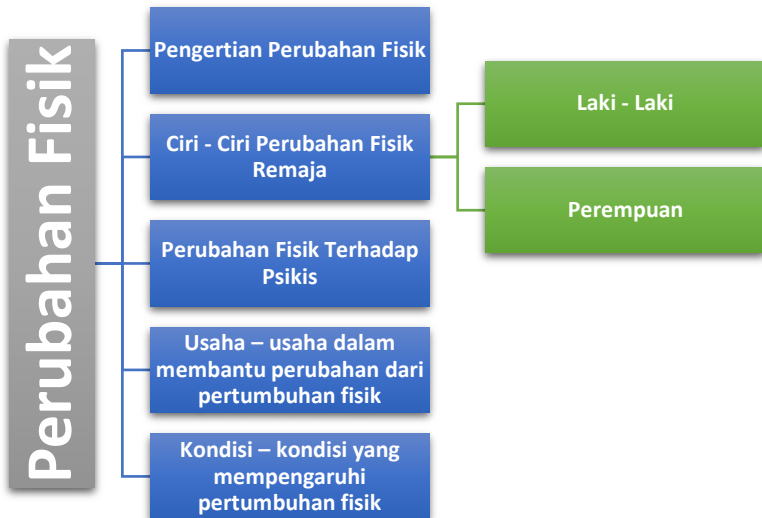 Perubahan Fisik
Pengertian Perubahan Fisik
Ciri - Ciri Perubahan Fisik
Remaja
Laki - Laki
Perempuan
Perubahan Fisik Terhadap
Psikis
Usaha – usaha dalam
membantu perubahan dari
pertumbuhan fisik
Kondisi – kondisi yang
mempengaruhi
pertumbuhan fisik